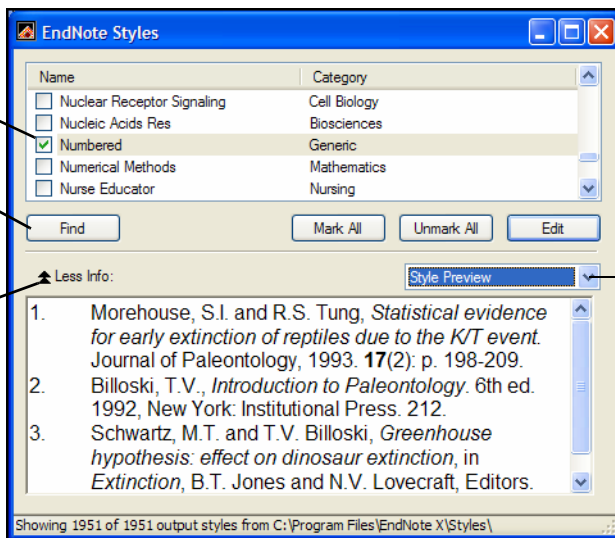 EndNote Styles
Name Category
Nuclear Receptor Signaling Cell Biology
Nucleic Acids Res Biosciences
Numbered Generic
Numerical Methods Mathematics
Nurse Educator Nursing
Find Mark All Unmark All Edit
Less Info: Style Preview
1. Morehouse, S.I. and R.S. Tung, Statistical evidence
for early extinction of reptiles due to the K/T event.
Journal of Paleontology, 1993. 17(2): p. 198-209.
2. Billoski, T.V., Introduction to Paleontology. 6th ed.
1992, New York: Institutional Press. 212.
3. Schwartz, M.T. and T.V. Billoski, Greenhouse
hypothesis: effect on dinosaur extinction, in
Extinction, B.T. Jones and N.V. Lovecraft, Editors.
Showing 1951 of 1951 output styles from C:\Program Files\EndNote X\Styles\